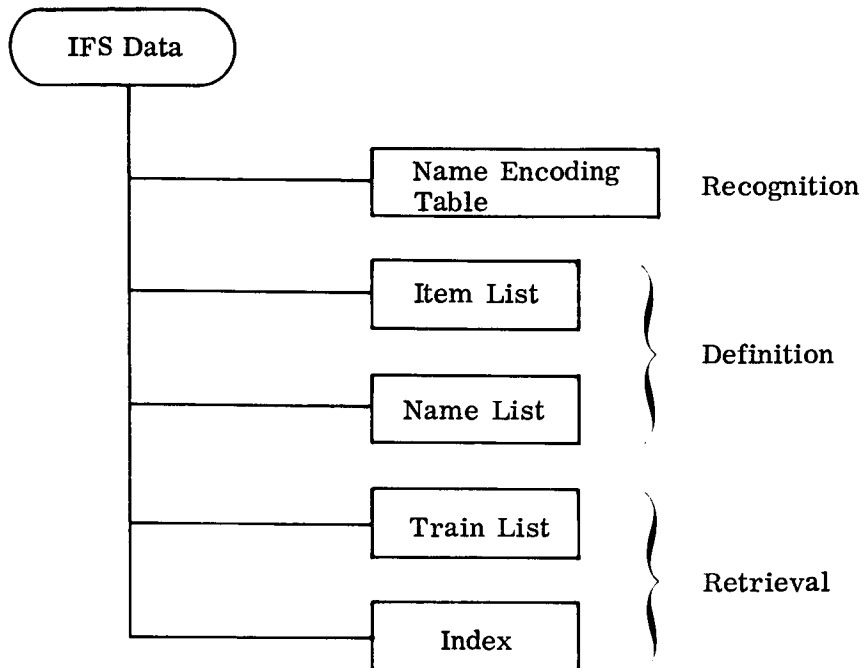 IFS Data
Name Encoding
Table
Recognition
Item List
Definition
Name List
Train List
Retrieval
Index